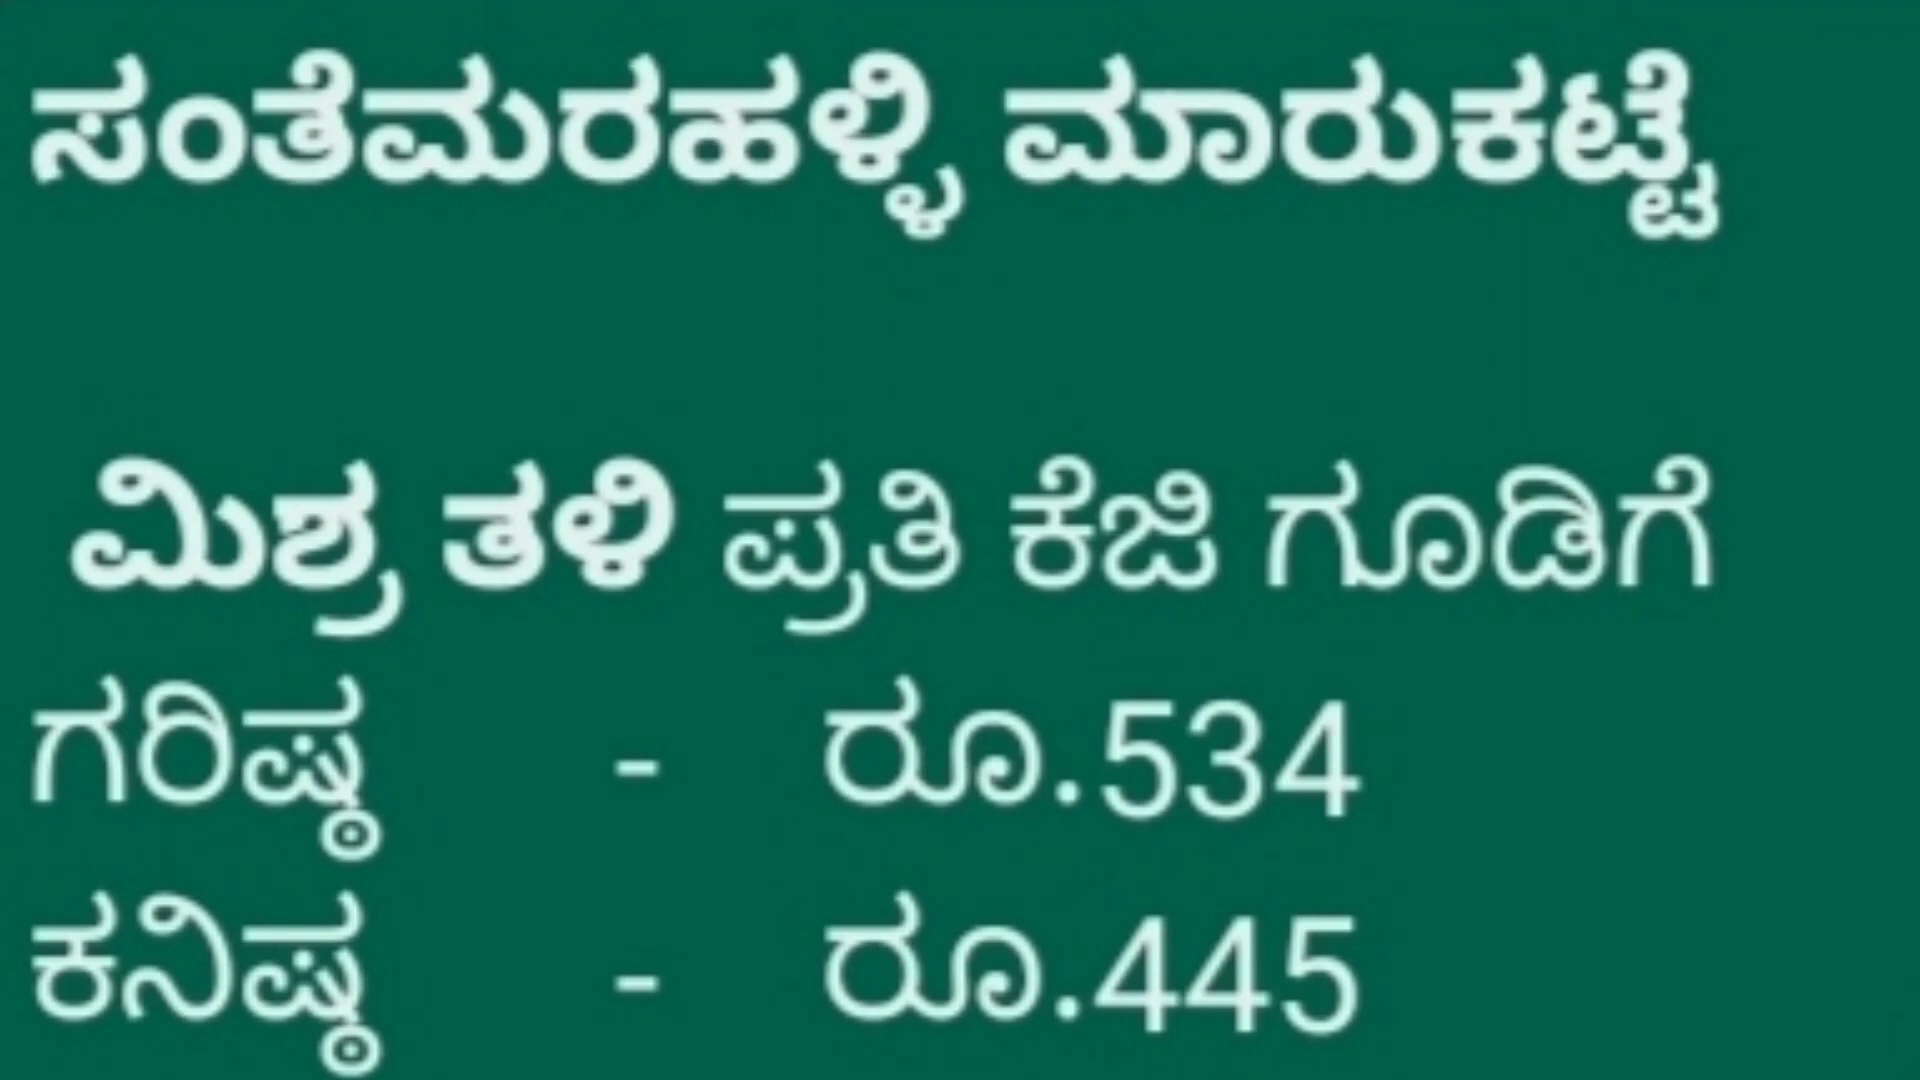 ಸಂತೆಮರಹಳ್ಳಿ ಮಾರುಕಟ್ಟೆ
ಮಿಶ್ರ ತಳಿ ಪ್ರತಿ ಕೆಜಿ ಗೂಡಿಗೆ
ಗರಿಷ್ಠ - ರೂ.534
ಕನಿಷ್ಠ - ರೂ.445